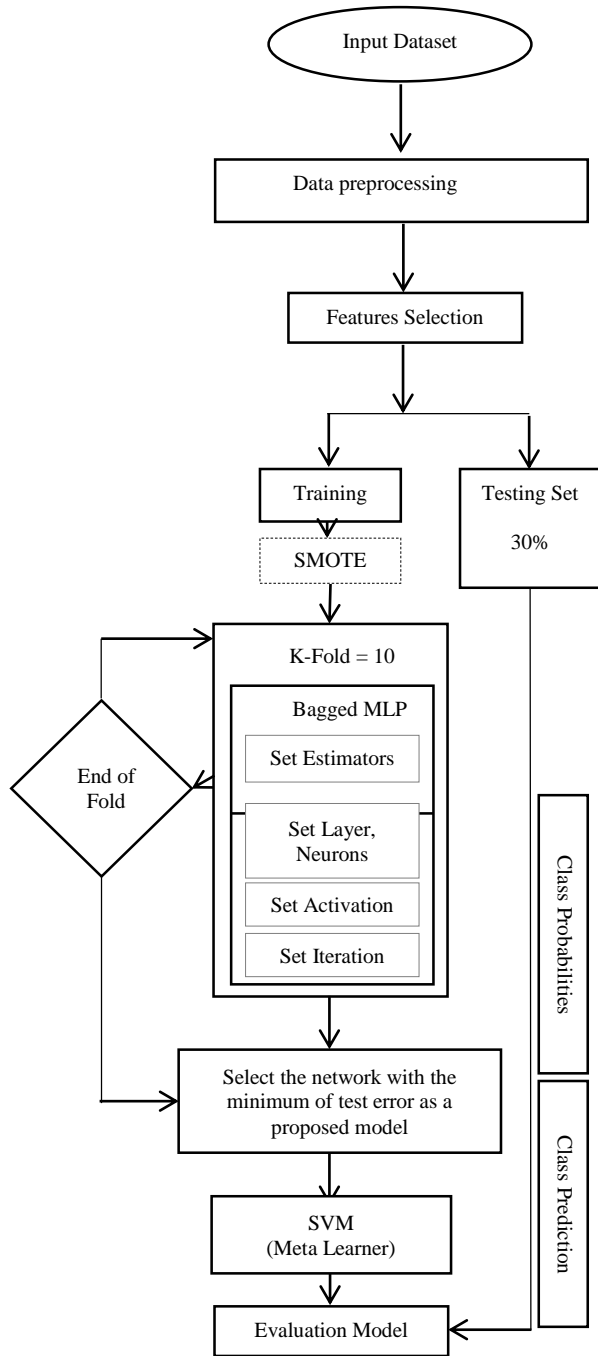 Input Dataset
Data preprocessing
Features Selection
Training
Testing Set
30%
SMOTE
K-Fold = 10
Bagged MLP
Set Estimators
End of
Fold
Set Layer,
Neurons
Set Activation
Set Iteration
Class Probabilities
Select the network with the
minimum of test error as a
proposed model
Class Prediction
SVM
(Meta Learner)
Evaluation Model